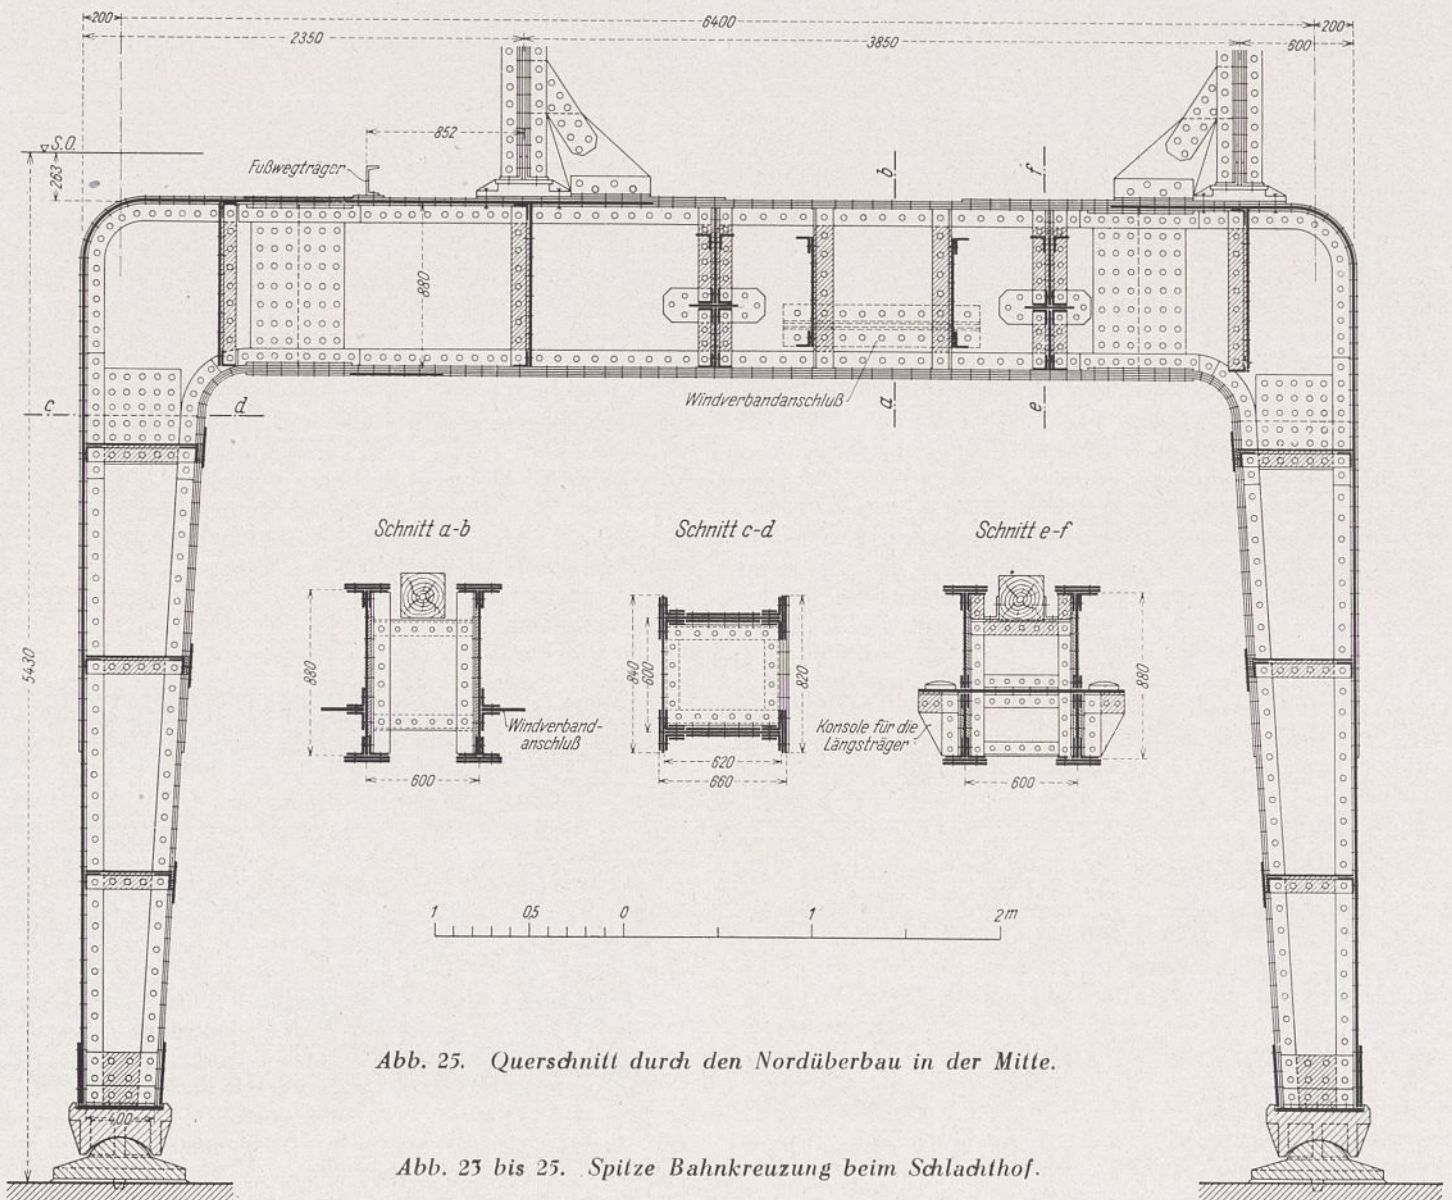 200
6400
200
2350
3850
600
S.O.
852
263
Fußwegträger
b
f
880
c
d
Windverbandanschluß
a
e
5430
Schnitt a-b
Schnitt c-d
Schnitt e-f
880
Windverband-
anschluß
600
840
600
820
620
660
Konsole für die
Längsträger
880
600
1
0,5
0
1
2 m
Abb. 25. Querschnitt durch den Nordüberbau in der Mitte.
400
Abb. 23 bis 25. Spitze Bahnkreuzung beim Schlachthof.